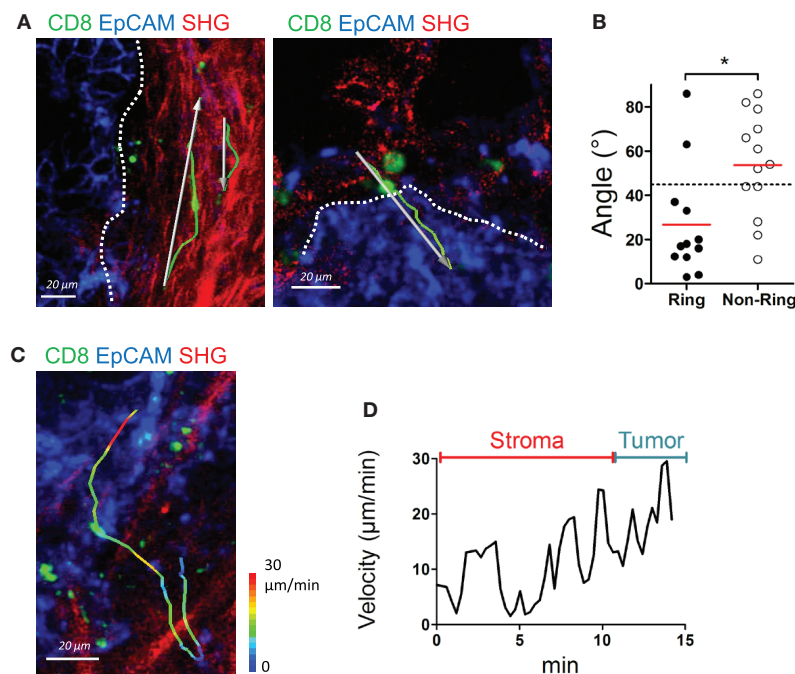 A
CD8 EpCAM SHG
CD8 EpCAM SHG
20 µm
20 µm
B
*
Angle (°)
80
60
40
20
0
Ring
Non-Ring
C
CD8 EpCAM SHG
20 µm
30
µm/min
0
D
Stroma
Tumor
Velocity (µm/min)
30
20
10
0
0
5
10
15
min